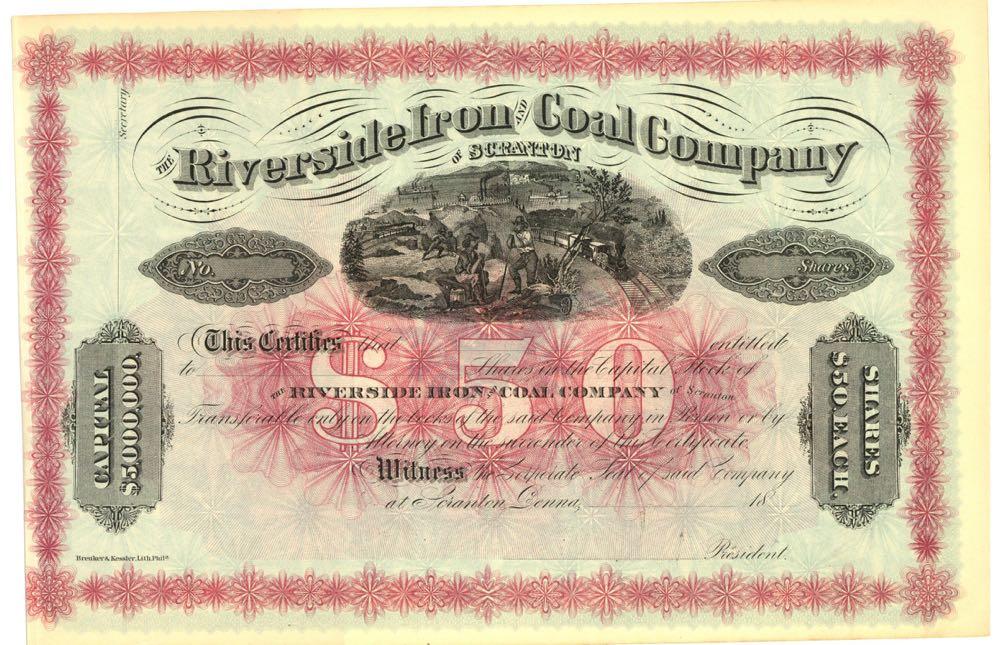 Secretary
THE Riverside Iron AND Coal Company
OF SCRANTON
No.
Shares.
This Certifies that entitled
to Shares in the Capital Stock of
THE RIVERSIDE IRON AND COAL COMPANY of Scranton
Transferable only on the books of the said Company in Person or by
Attorney on the surrender of this Certificate.
Witness the Corporate Seal of said Company
at Scranton, Penna, 18
President.
$50
CAPITAL
$5,000,000.
SHARES
$50. EACH.
Breuker & Kessler, Lith. Phila.